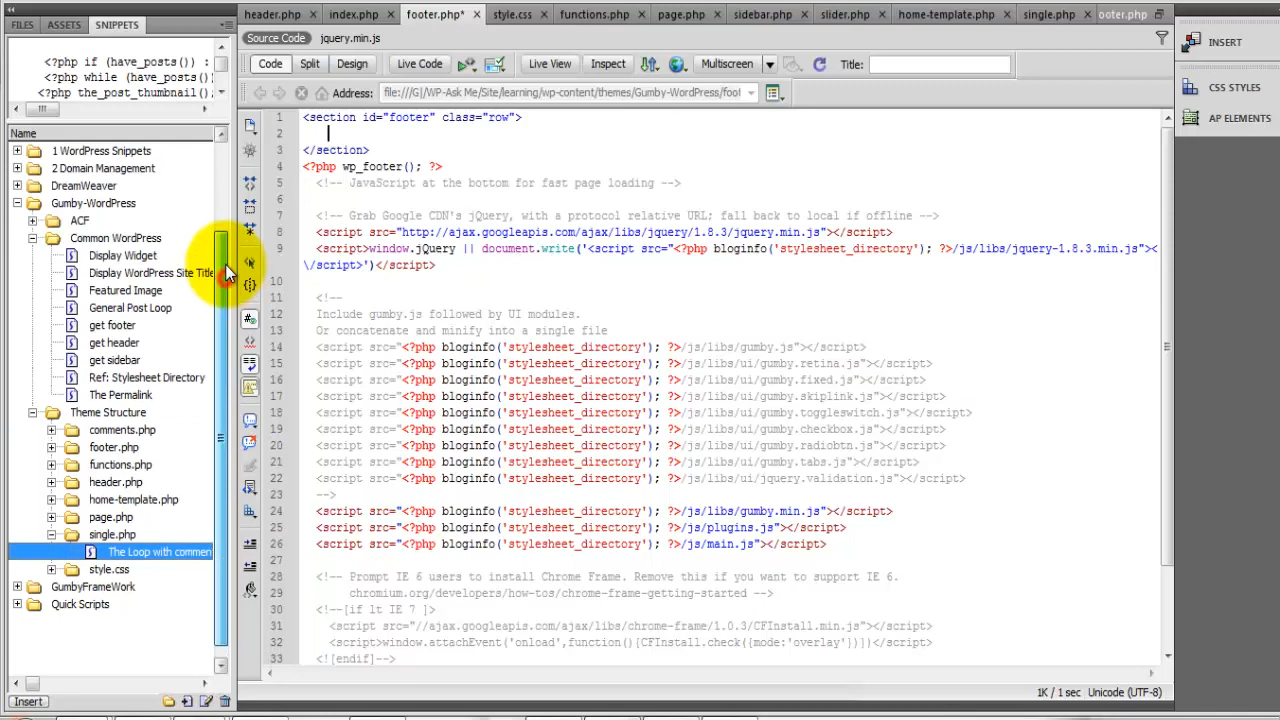 FILES ASSETS SNIPPETS
header.php index.php footer.php* style.css functions.php page.php sidebar.php slider.php home-template.php single.php ooter.php
Source Code jquery.min.js
Code Split Design Live Code Live View Inspect Multiscreen Title:
Address: file:///G|/WP-Ask Me/Site/learning/wp-content/themes/Gumby-WordPress/foot
<?php if (have_posts()) :
<?php while (have_posts()
<?php the_post_thumbnail()
Name
1 WordPress Snippets
2 Domain Management
DreamWeaver
Gumby-WordPress
ACF
Common WordPress
Display Widget
Display WordPress Site Title
Featured Image
General Post Loop
get footer
get header
get sidebar
Ref: Stylesheet Directory
The Permalink
Theme Structure
comments.php
footer.php
functions.php
header.php
home-template.php
page.php
single.php
The Loop with commen
style.css
GumbyFrameWork
Quick Scripts
Insert
1 <section id="footer" class="row">
2
3 </section>
4 <?php wp_footer(); ?>
5 <!-- JavaScript at the bottom for fast page loading -->
6
7 <!-- Grab Google CDN's jQuery, with a protocol relative URL; fall back to local if offline -->
8 <script src="http://ajax.googleapis.com/ajax/libs/jquery/1.8.3/jquery.min.js"></script>
9 <script>window.jQuery || document.write('<script src="<?php bloginfo('stylesheet_directory'); ?>/js/libs/jquery-1.8.3.min.js"><
\/script>')</script>
10
11 <!--
12 Include gumby.js followed by UI modules.
13 Or concatenate and minify into a single file
14 <script src="<?php bloginfo('stylesheet_directory'); ?>/js/libs/gumby.js"></script>
15 <script src="<?php bloginfo('stylesheet_directory'); ?>/js/libs/ui/gumby.retina.js"></script>
16 <script src="<?php bloginfo('stylesheet_directory'); ?>/js/libs/ui/gumby.fixed.js"></script>
17 <script src="<?php bloginfo('stylesheet_directory'); ?>/js/libs/ui/gumby.skiplink.js"></script>
18 <script src="<?php bloginfo('stylesheet_directory'); ?>/js/libs/ui/gumby.toggleswitch.js"></script>
19 <script src="<?php bloginfo('stylesheet_directory'); ?>/js/libs/ui/gumby.checkbox.js"></script>
20 <script src="<?php bloginfo('stylesheet_directory'); ?>/js/libs/ui/gumby.radiobtn.js"></script>
21 <script src="<?php bloginfo('stylesheet_directory'); ?>/js/libs/ui/gumby.tabs.js"></script>
22 <script src="<?php bloginfo('stylesheet_directory'); ?>/js/libs/ui/jquery.validation.js"></script>
23 -->
24 <script src="<?php bloginfo('stylesheet_directory'); ?>/js/libs/gumby.min.js"></script>
25 <script src="<?php bloginfo('stylesheet_directory'); ?>/js/plugins.js"></script>
26 <script src="<?php bloginfo('stylesheet_directory'); ?>/js/main.js"></script>
27
28 <!-- Prompt IE 6 users to install Chrome Frame. Remove this if you want to support IE 6.
29 chromium.org/developers/how-tos/chrome-frame-getting-started -->
30 <!--[if lt IE 7 ]>
31 <script src="//ajax.googleapis.com/ajax/libs/chrome-frame/1.0.3/CFInstall.min.js"></script>
32 <script>window.attachEvent('onload',function(){CFInstall.check({mode:'overlay'})})</script>
33 <![endif]-->
1K / 1 sec Unicode (UTF-8)
INSERT
CSS STYLES
AP ELEMENTS